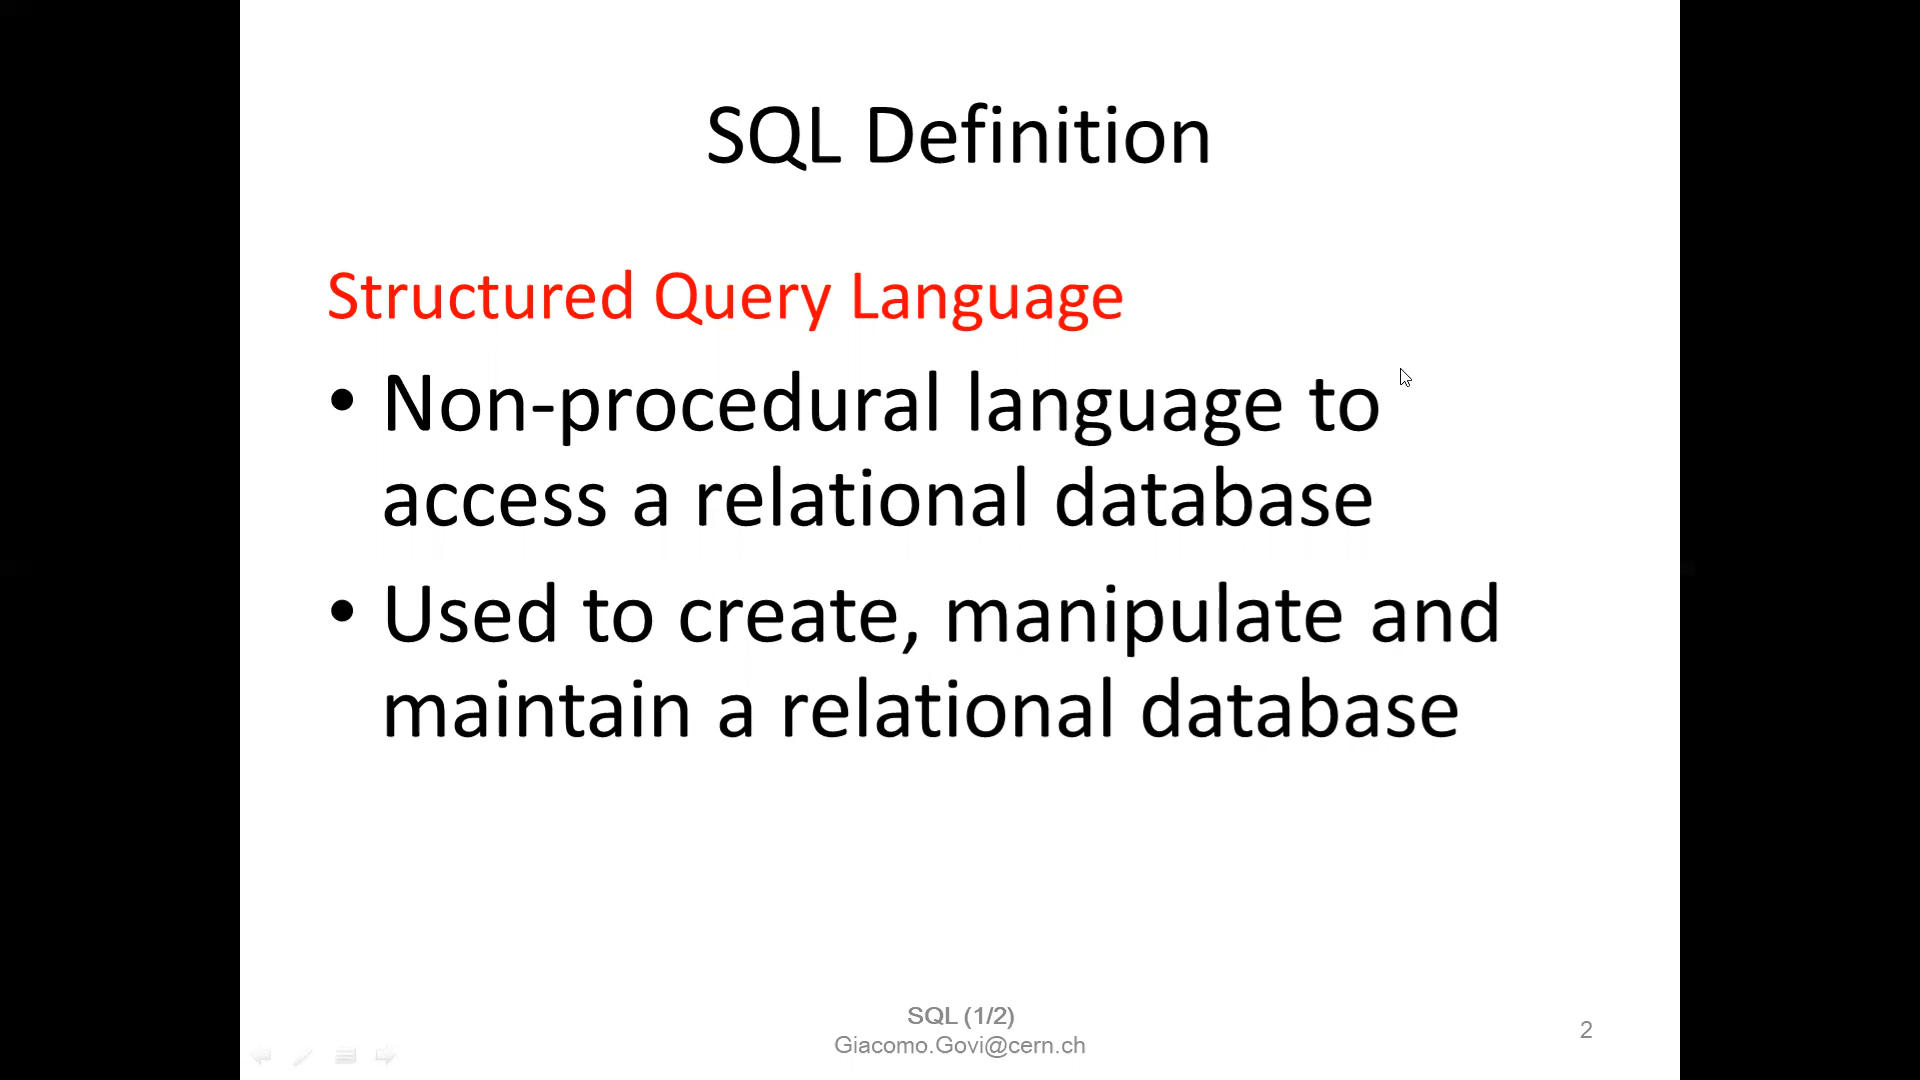 SQL Definition
Structured Query Language
• Non-procedural language to
access a relational database
• Used to create, manipulate and
maintain a relational database
SQL (1/2)
Giacomo.Govi@cern.ch
2